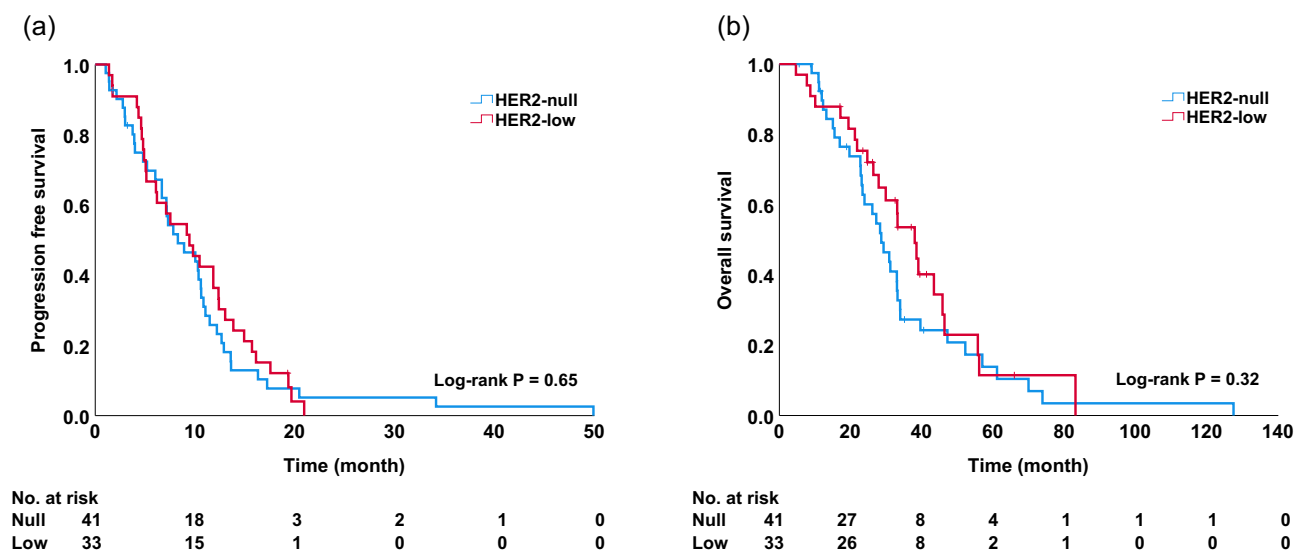 (a)
Progression free survival
1.0
0.8
0.6
0.4
0.2
0.0
HER2-null
HER2-low
Log-rank P = 0.65
0 10 20 30 40 50
Time (month)
No. at risk
Null 41 18 3 2 1 0
Low 33 15 1 0 0 0
(b)
Overall survival
1.0
0.8
0.6
0.4
0.2
0.0
HER2-null
HER2-low
Log-rank P = 0.32
0 20 40 60 80 100 120 140
Time (month)
No. at risk
Null 41 27 8 4 1 1 1 0
Low 33 26 8 2 1 0 0 0